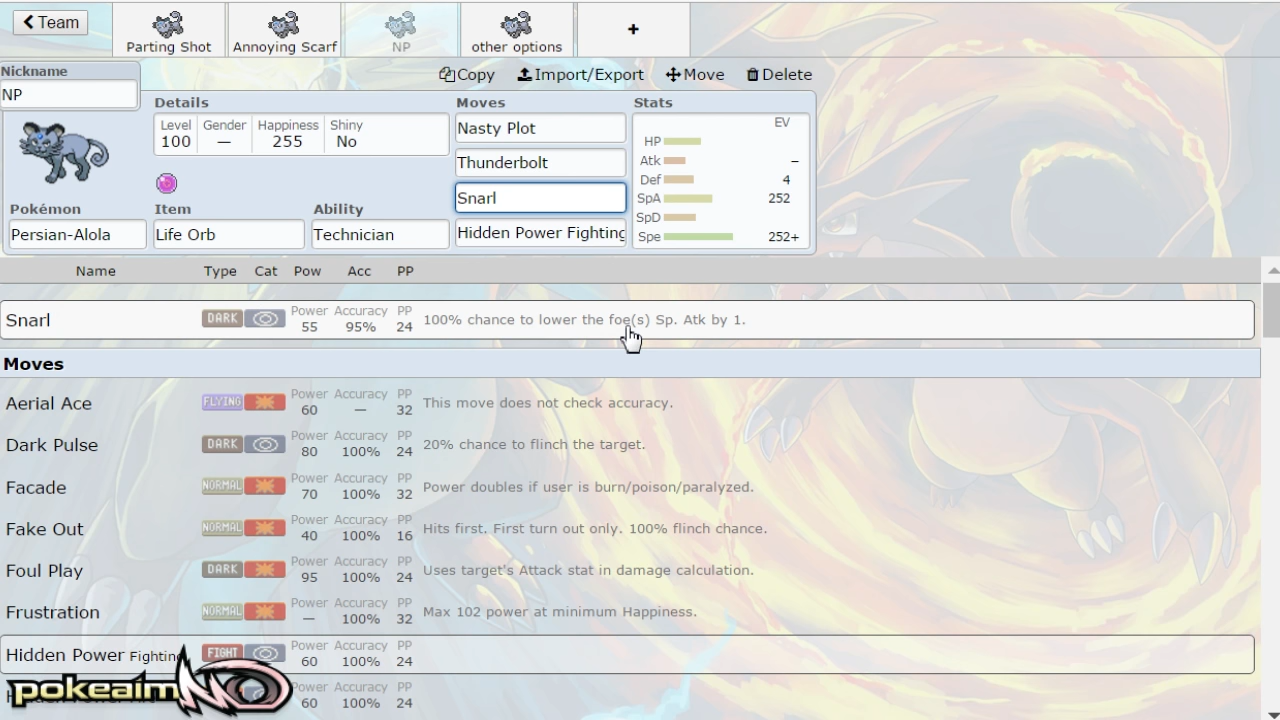 Team
Parting Shot
Annoying Scarf
NP
other options
+
Nickname
NP
Copy
Import/Export
Move
Delete
Details
Moves
Stats
Level
100
Gender
—
Happiness
255
Shiny
No
Pokémon
Persian-Alola
Item
Life Orb
Ability
Technician
Nasty Plot
Thunderbolt
Snarl
Hidden Power Fighting
EV
HP
Atk –
Def 4
SpA 252
SpD
Spe 252+
Name Type Cat Pow Acc PP
Snarl DARK Power 55 Accuracy 95% PP 24 100% chance to lower the foe(s) Sp. Atk by 1.
Moves
Aerial Ace FLYING Power 60 Accuracy — PP 32 This move does not check accuracy.
Dark Pulse DARK Power 80 Accuracy 100% PP 24 20% chance to flinch the target.
Facade NORMAL Power 70 Accuracy 100% PP 32 Power doubles if user is burn/poison/paralyzed.
Fake Out NORMAL Power 40 Accuracy 100% PP 16 Hits first. First turn out only. 100% flinch chance.
Foul Play DARK Power 95 Accuracy 100% PP 24 Uses target's Attack stat in damage calculation.
Frustration NORMAL Power — Accuracy 100% PP 32 Max 102 power at minimum Happiness.
Hidden Power Fighting FIGHT Power 60 Accuracy 100% PP 24
Power 60 Accuracy 100% PP 24
pokeaimMD